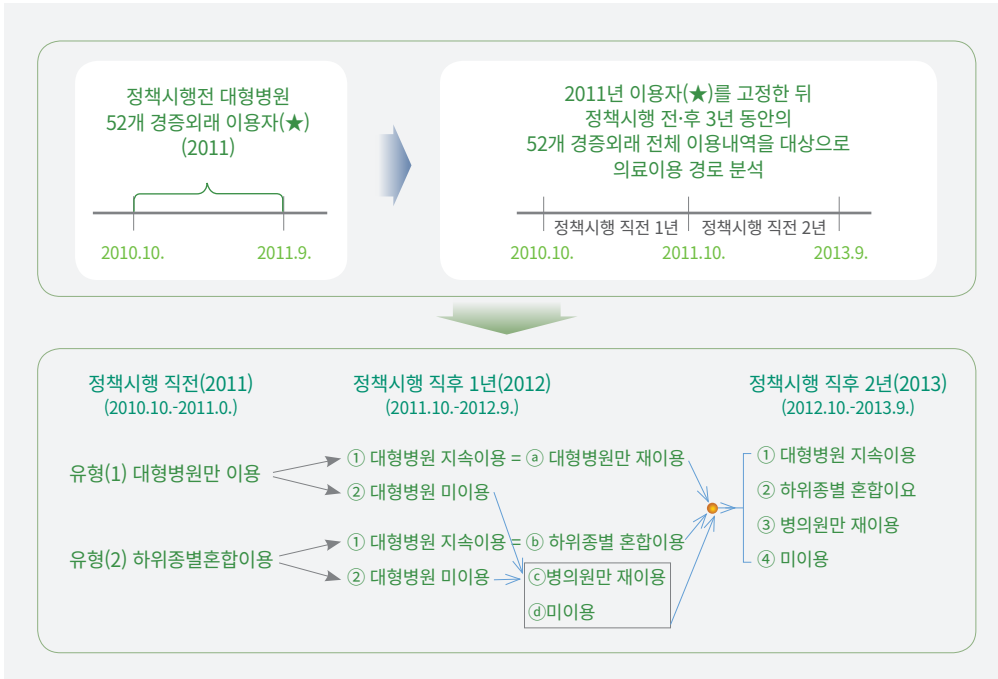 정책시행전 대형병원
52개 경증외래 이용자(★)
(2011)
2010.10.
2011.9.
2011년 이용자(★)를 고정한 뒤
정책시행 전·후 3년 동안의
52개 경증외래 전체 이용내역을 대상으로
의료이용 경로 분석
정책시행 직전 1년
정책시행 직전 2년
2010.10.
2011.10.
2013.9.
정책시행 직전(2011)
(2010.10.-2011.0.)
정책시행 직후 1년(2012)
(2011.10.-2012.9.)
정책시행 직후 2년(2013)
(2012.10.-2013.9.)
유형(1) 대형병원만 이용
① 대형병원 지속이용 = ⓐ 대형병원만 재이용
② 대형병원 미이용
유형(2) 하위종별혼합이용
① 대형병원 지속이용 = ⓑ 하위종별 혼합이용
② 대형병원 미이용
ⓒ병의원만 재이용
ⓓ미이용
① 대형병원 지속이용
② 하위종별 혼합이요
③ 병의원만 재이용
④ 미이용